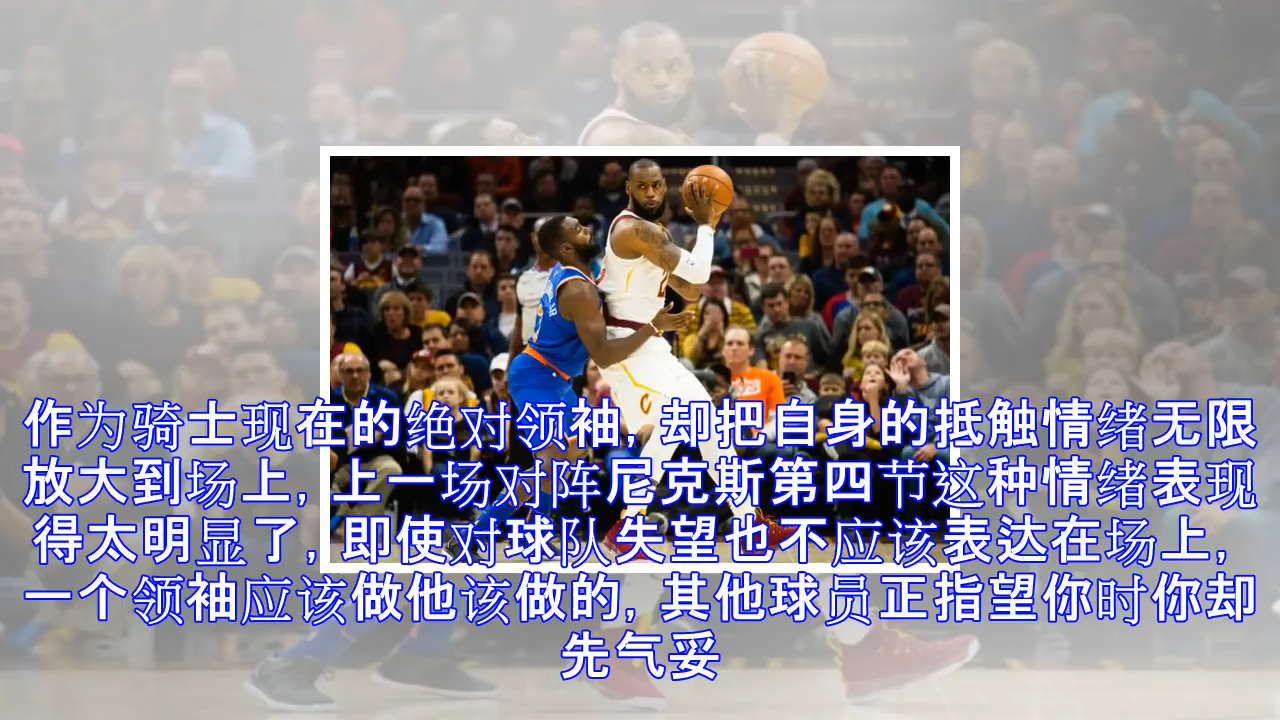 作为骑士现在的绝对领袖, 却把自身的抵触情绪无限
放大到场上, 上一场对阵尼克斯第四节这种情绪表现
得太明显了, 即使对球队失望也不应该表达在场上,
一个领袖应该做他该做的, 其他球员正指望你时你却
先气妥